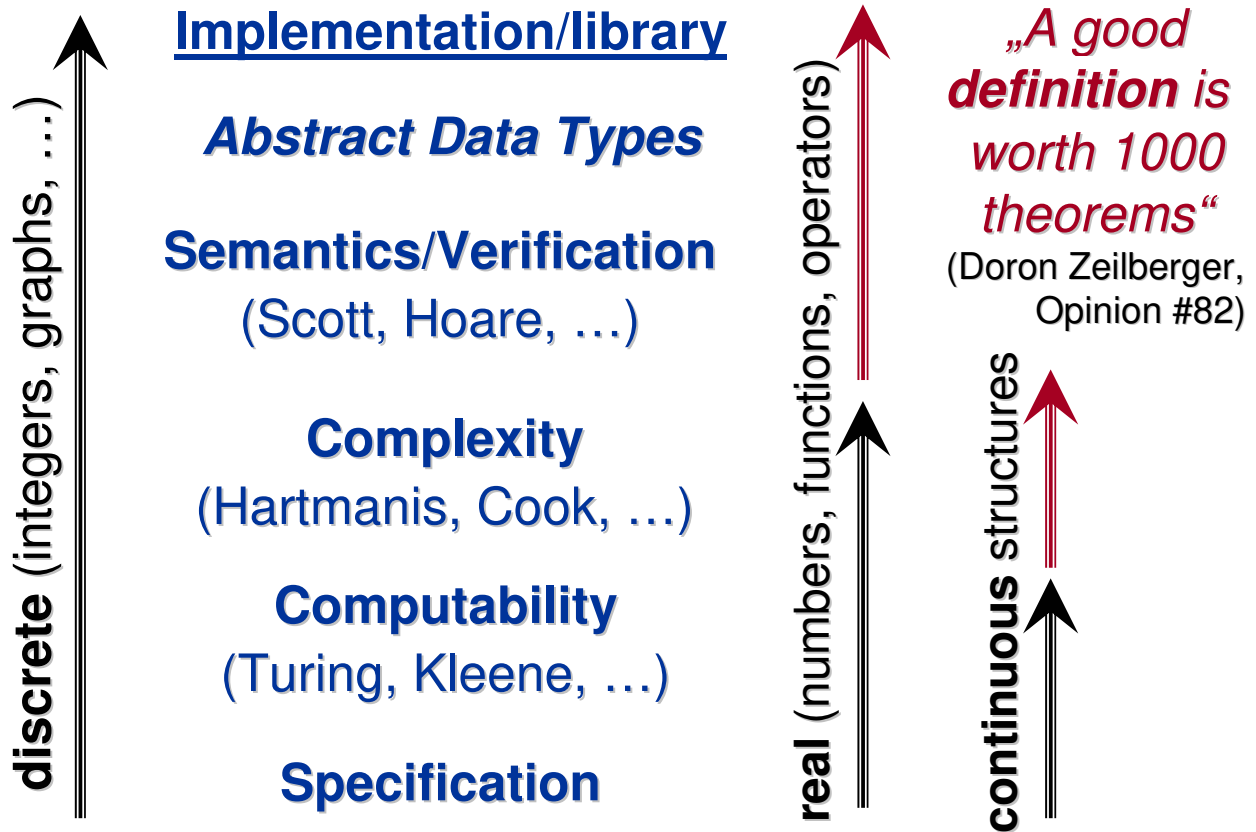 discrete (integers, graphs, …)
Implementation/library
Abstract Data Types
Semantics/Verification
(Scott, Hoare, …)
Complexity
(Hartmanis, Cook, …)
Computability
(Turing, Kleene, …)
Specification
real (numbers, functions, operators)
„A good
definition is
worth 1000
theorems“
(Doron Zeilberger,
Opinion #82)
continuous structures